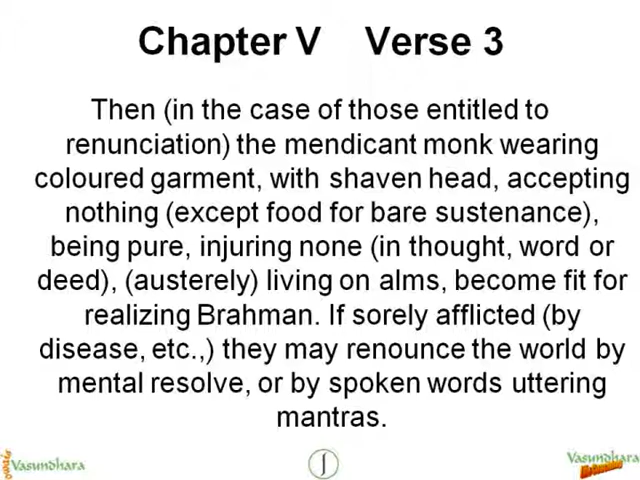 Chapter V Verse 3
Then (in the case of those entitled to
renunciation) the mendicant monk wearing
coloured garment, with shaven head, accepting
nothing (except food for bare sustenance),
being pure, injuring none (in thought, word or
deed), (austerely) living on alms, become fit for
realizing Brahman. If sorely afflicted (by
disease, etc.,) they may renounce the world by
mental resolve, or by spoken words uttering
mantras.
Vasundhara
Vasundhara